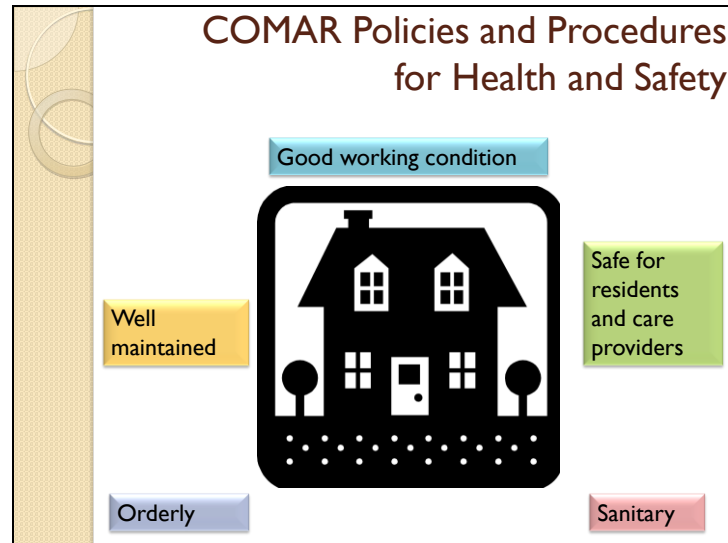 COMAR Policies and Procedures
for Health and Safety
Good working condition
Safe for
residents
and care
providers
Well
maintained
Orderly
Sanitary